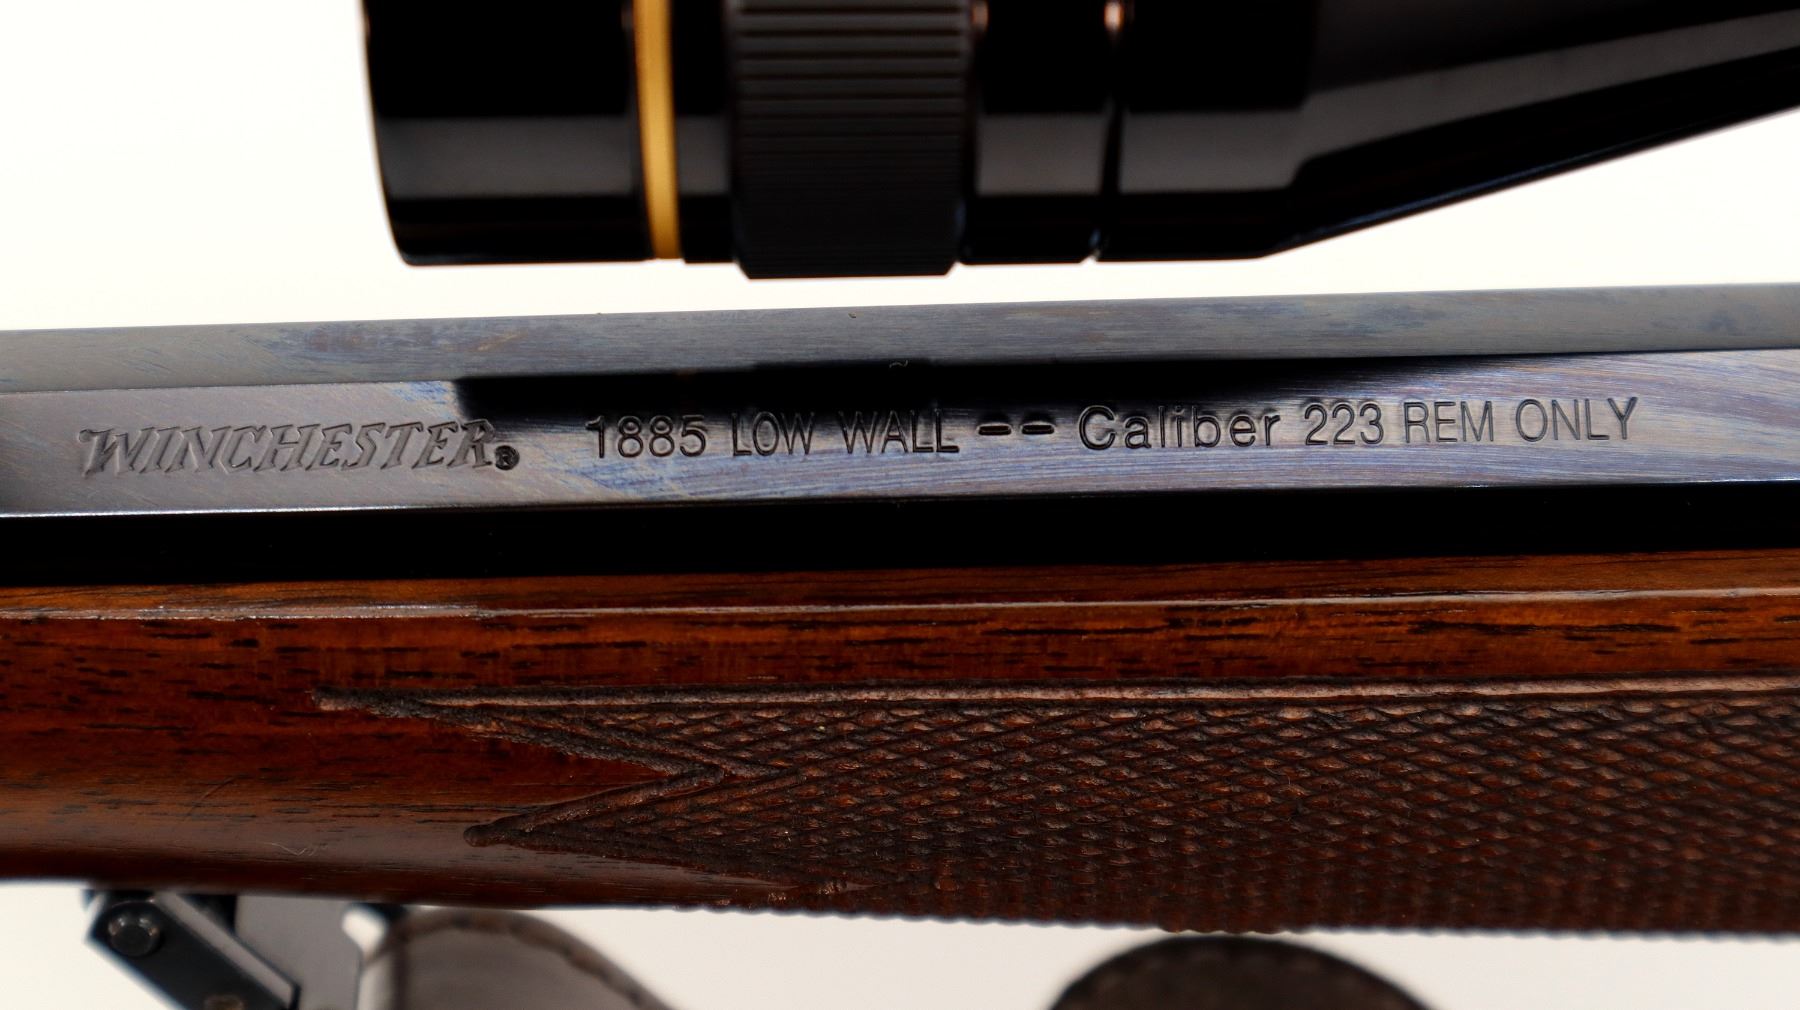 WINCHESTER® 1885 LOW WALL -- Caliber 223 REM ONLY